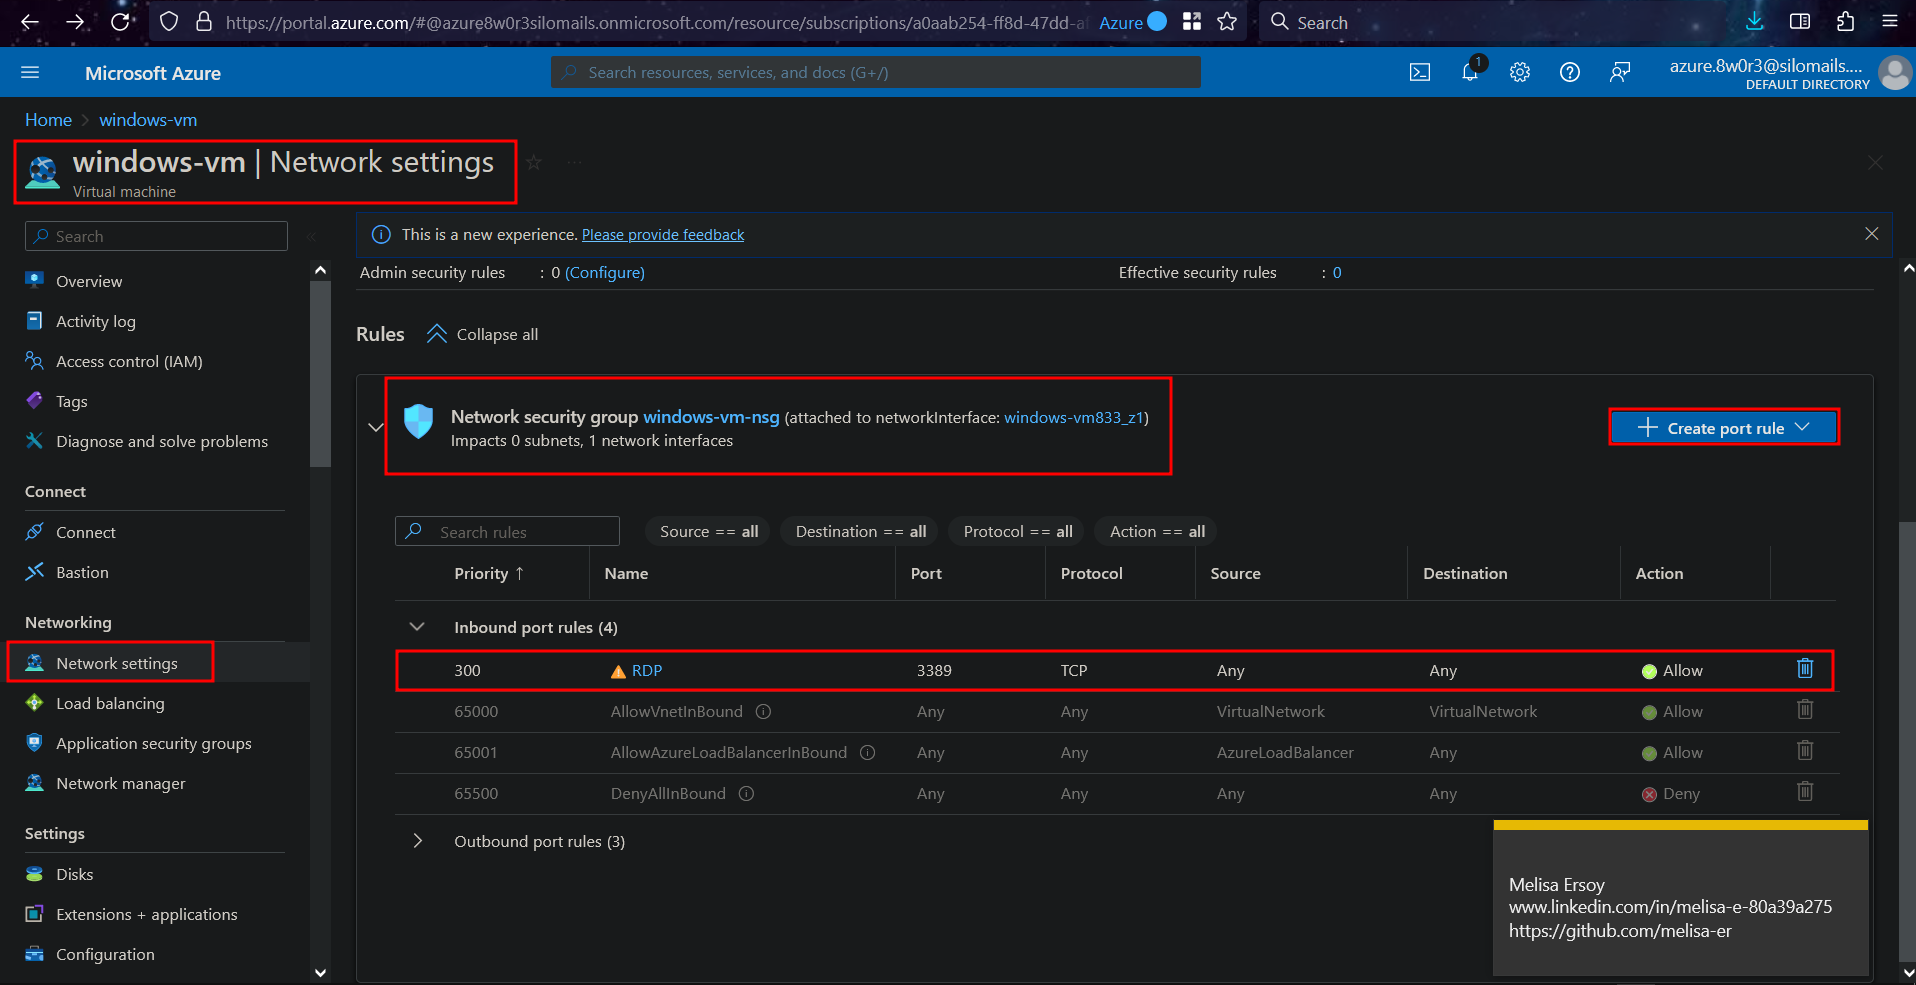 https://portal.azure.com/#@azure8w0r3silomails.onmicrosoft.com/resource/subscriptions/a0aab254-ff8d-47dd-a
Azure
Search
Microsoft Azure
Search resources, services, and docs (G+/)
1
azure.8w0r3@silomails....
DEFAULT DIRECTORY
Home > windows-vm
windows-vm | Network settings
Virtual machine
Search
This is a new experience. Please provide feedback
Admin security rules : 0 (Configure)
Effective security rules : 0
Overview
Activity log
Access control (IAM)
Tags
Diagnose and solve problems
Connect
Connect
Bastion
Networking
Network settings
Load balancing
Application security groups
Network manager
Settings
Disks
Extensions + applications
Configuration
Rules
Collapse all
Network security group windows-vm-nsg (attached to networkInterface: windows-vm833_z1)
Impacts 0 subnets, 1 network interfaces
Create port rule
Search rules
Source == all
Destination == all
Protocol == all
Action == all
Priority ↑ Name Port Protocol Source Destination Action
Inbound port rules (4)
300 RDP 3389 TCP Any Any Allow
65000 AllowVnetInBound Any Any VirtualNetwork VirtualNetwork Allow
65001 AllowAzureLoadBalancerInBound Any Any AzureLoadBalancer Any Allow
65500 DenyAllInBound Any Any Any Any Deny
Outbound port rules (3)
Melisa Ersoy
www.linkedin.com/in/melisa-e-80a39a275
https://github.com/melisa-er